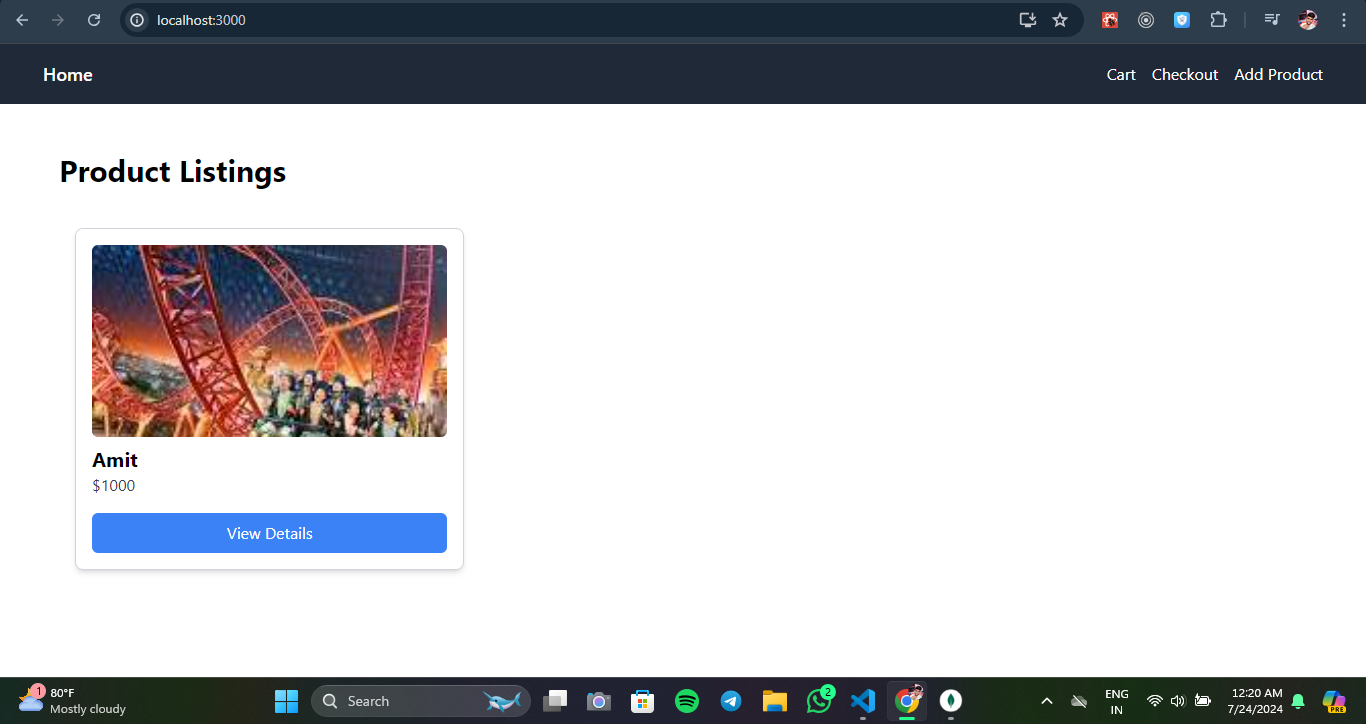 localhost:3000
Home
Cart
Checkout
Add Product
Product Listings
Amit
$1000
View Details
1
80°F
Mostly cloudy
Search
2
ENG
IN
12:20 AM
7/24/2024
PRE